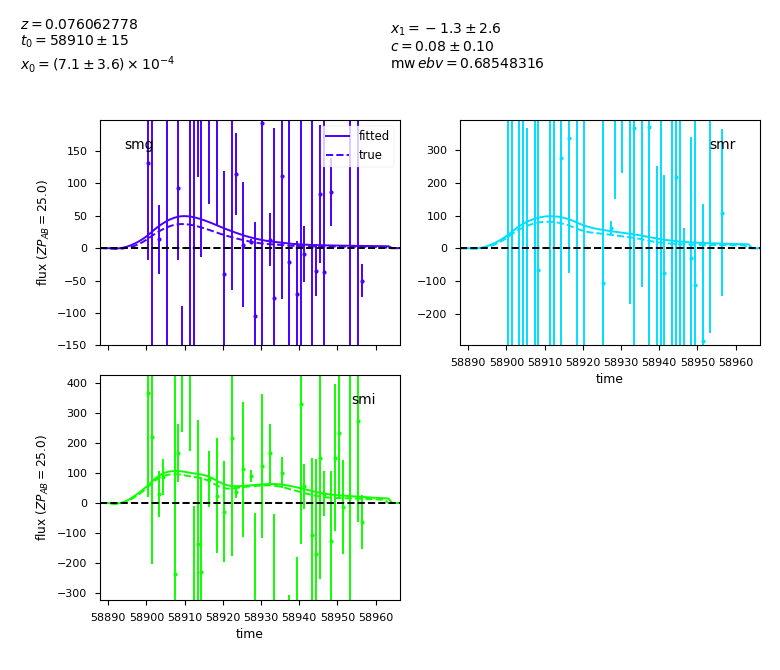 z = 0.076062778
t₀ = 58910 ± 15
x₀ = (7.1 ± 3.6) × 10⁻⁴
x₁ = −1.3 ± 2.6
c = 0.08 ± 0.10
mwebv = 0.68548316
smg
fitted
true
150
100
50
0
−50
−100
−150
flux (ZP_AB = 25.0)
smr
300
200
100
0
−100
−200
58890 58900 58910 58920 58930 58940 58950 58960
time
smi
400
300
200
100
0
−100
−200
−300
flux (ZP_AB = 25.0)
58890 58900 58910 58920 58930 58940 58950 58960
time